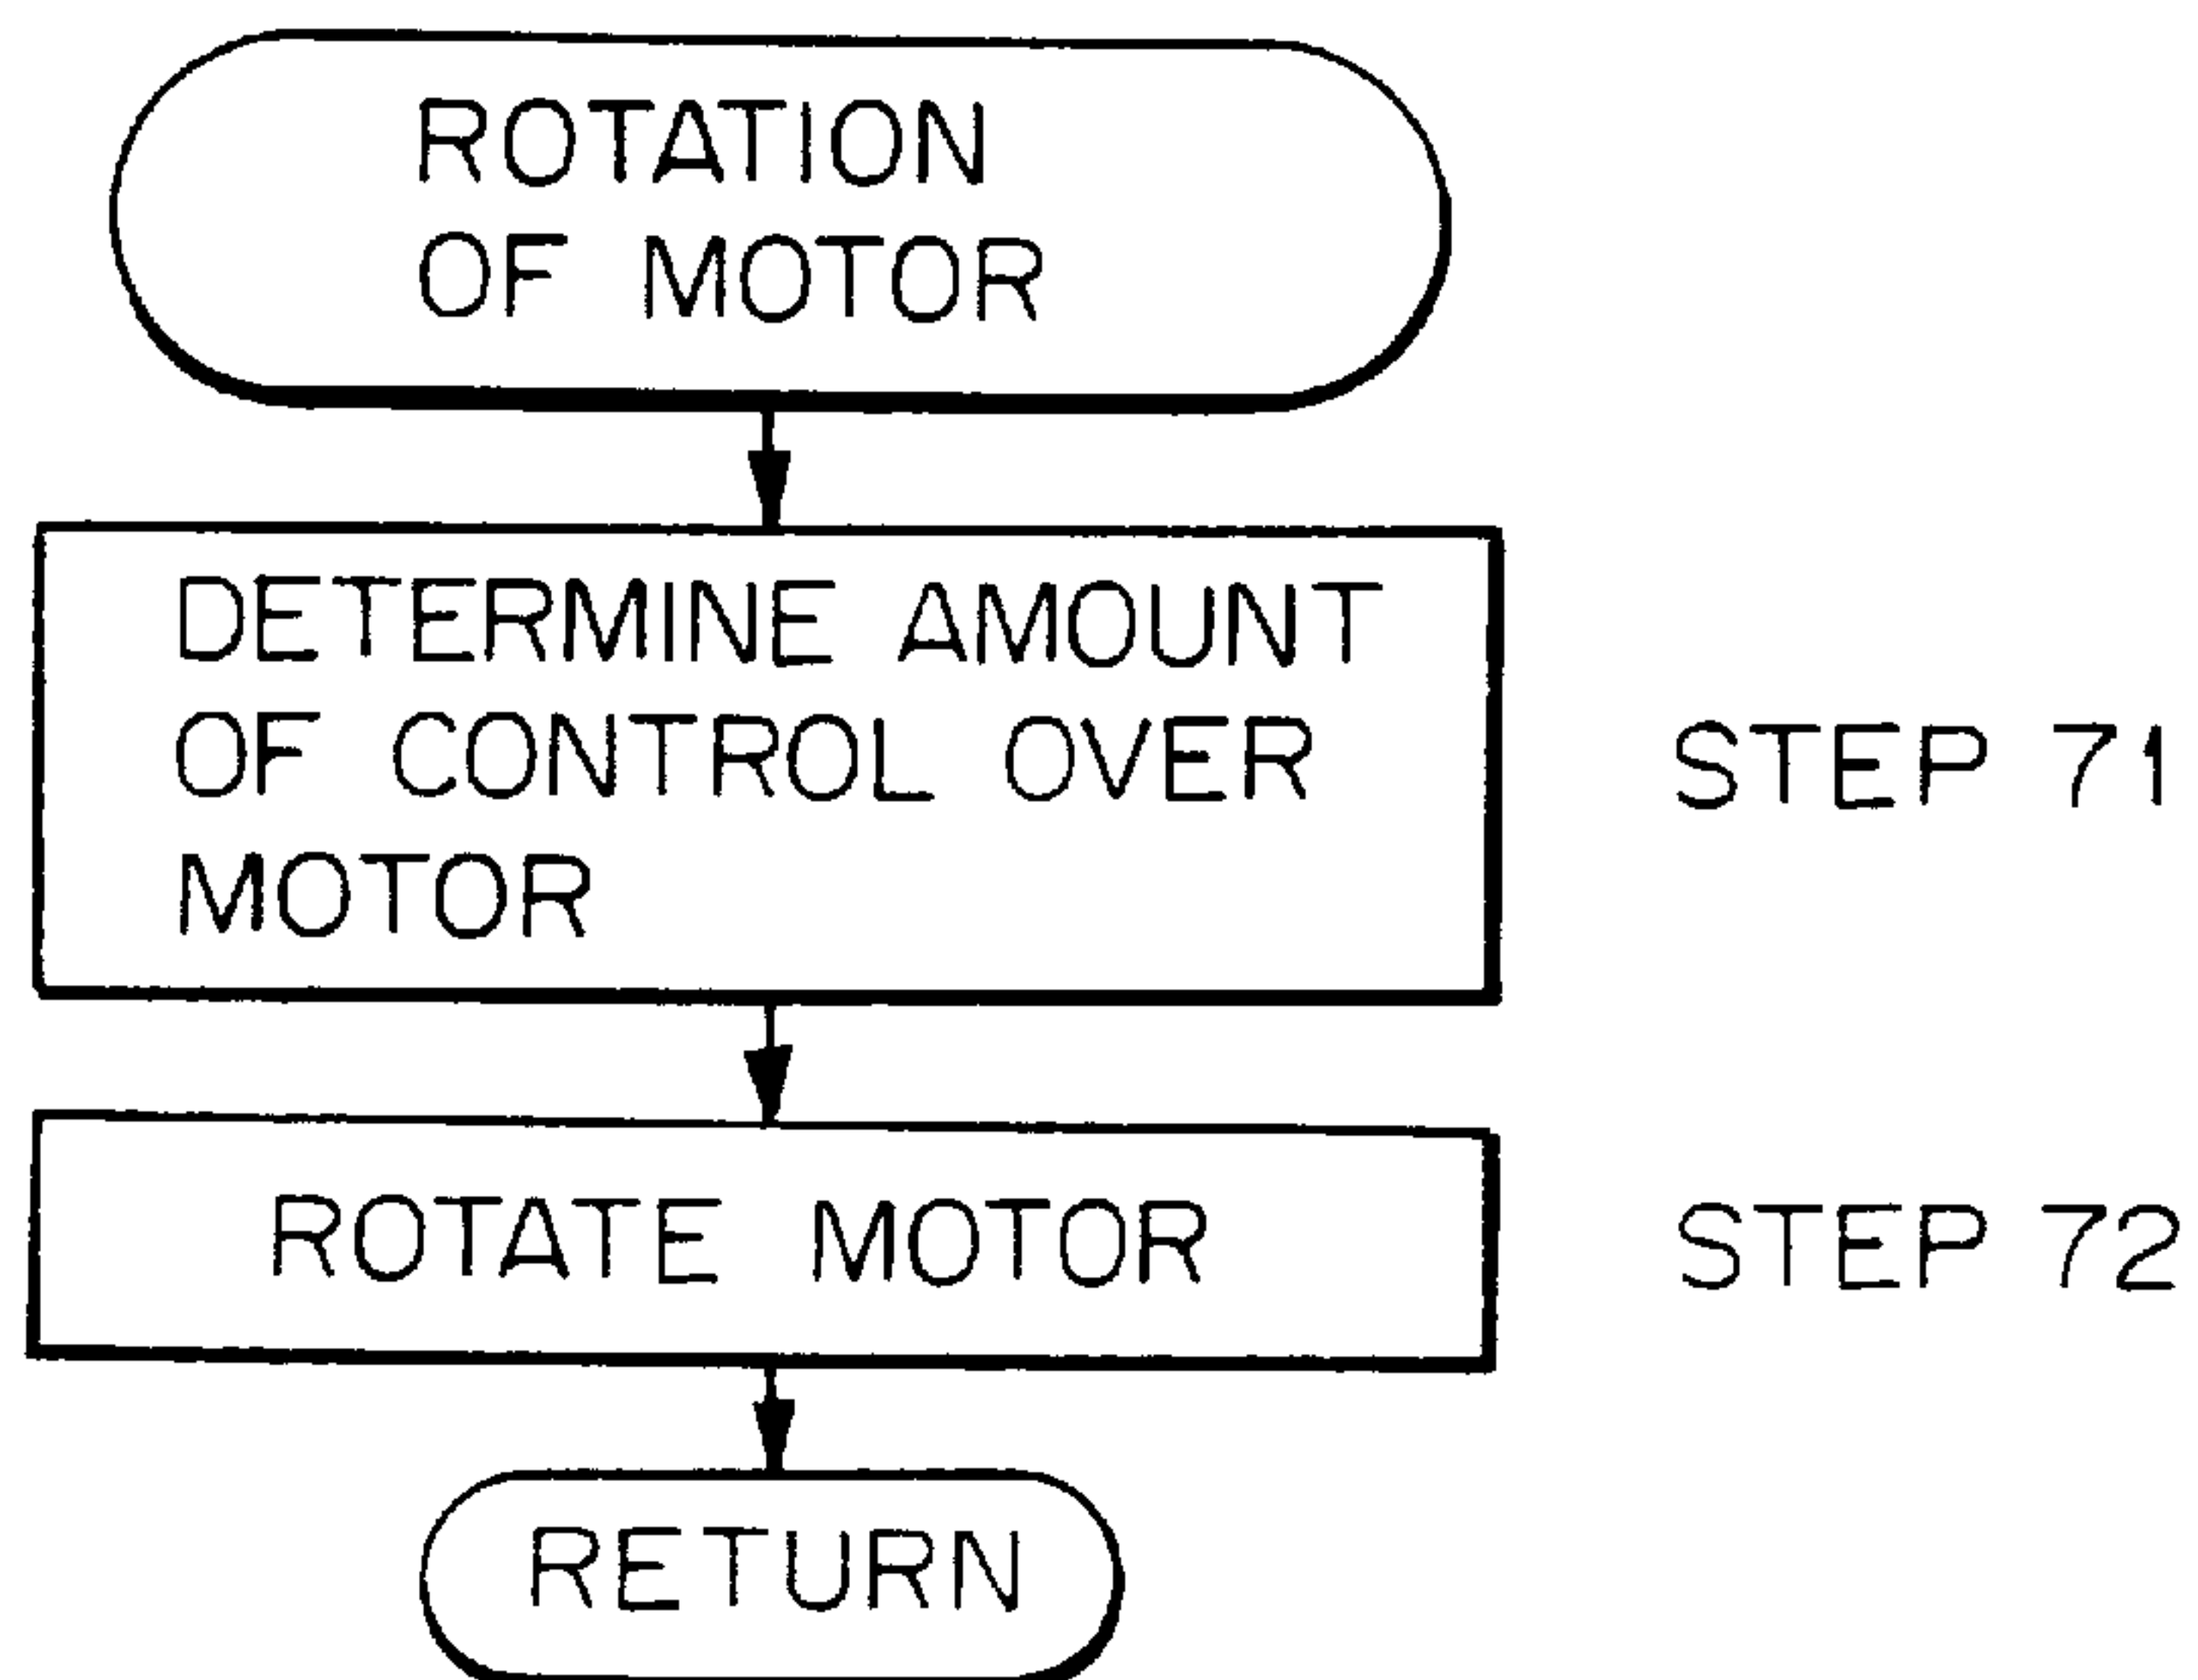 ROTATION
OF MOTOR
DETERMINE AMOUNT
OF CONTROL OVER
MOTOR
STEP 71
ROTATE MOTOR
STEP 72
RETURN